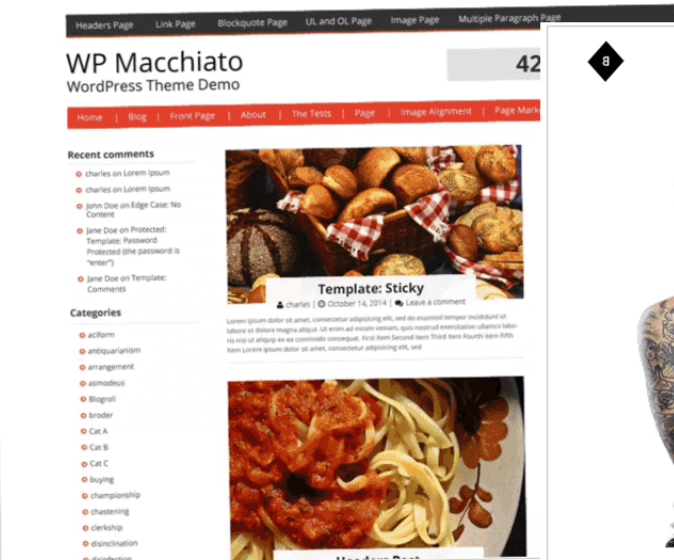 Headers Page Link Page Blockquote Page UL and OL Page Image Page Multiple Paragraph Page
WP Macchiato
WordPress Theme Demo
42
Home | Blog | Front Page | About | The Tests | Page | Image Alignment | Page Mark
Recent comments
charles on Lorem Ipsum
charles on Lorem Ipsum
John Doe on Edge Case: No
Content
Jane Doe on Protected:
Template: Password
Protected (the password is
"enter")
Jane Doe on Template:
Comments
Categories
aciform
antiquarianism
arrangement
asmodeus
Blogroll
broder
Cat A
Cat B
Cat C
buying
championship
chastening
clerkship
disinclination
disinfection
Template: Sticky
charles | October 14, 2014 | Leave a comment
Lorem ipsum dolor sit amet, consectetur adipisicing elit, sed do eiusmod tempor incididunt ut
labore et dolore magna aliqua. Ut enim ad minim veniam, quis nostrud exercitation ullamco labo-
ris nisi ut aliquip ex ea commodo consequat. First Item Second Item Third Item Fourth item Fifth
Item Lorem ipsum dolor sit amet, consectetur adipisicing elit, sed
Headers Post
B